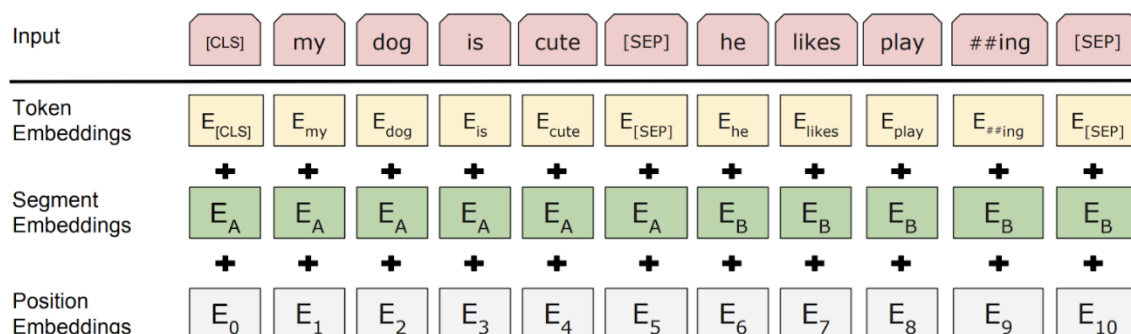 Input [CLS] my dog is cute [SEP] he likes play ##ing [SEP]
Token
Embeddings
E[CLS] Emy Edog Eis Ecute E[SEP] Ehe Elikes Eplay E##ing E[SEP]
+ + + + + + + + + + +
Segment
Embeddings
EA EA EA EA EA EA EB EB EB EB EB
+ + + + + + + + + + +
Position
Embeddings
E0 E1 E2 E3 E4 E5 E6 E7 E8 E9 E10